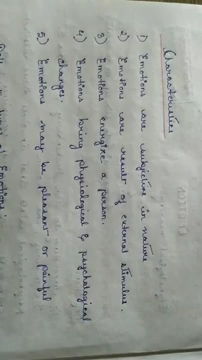 Characteristics
1) Emotions are subjective in nature
2) Emotions are result of external stimulus.
3) Emotions energize a person.
4) Emotions bring physiological & psychological
changes.
5) Emotions may be pleasant or painful
Emotions :